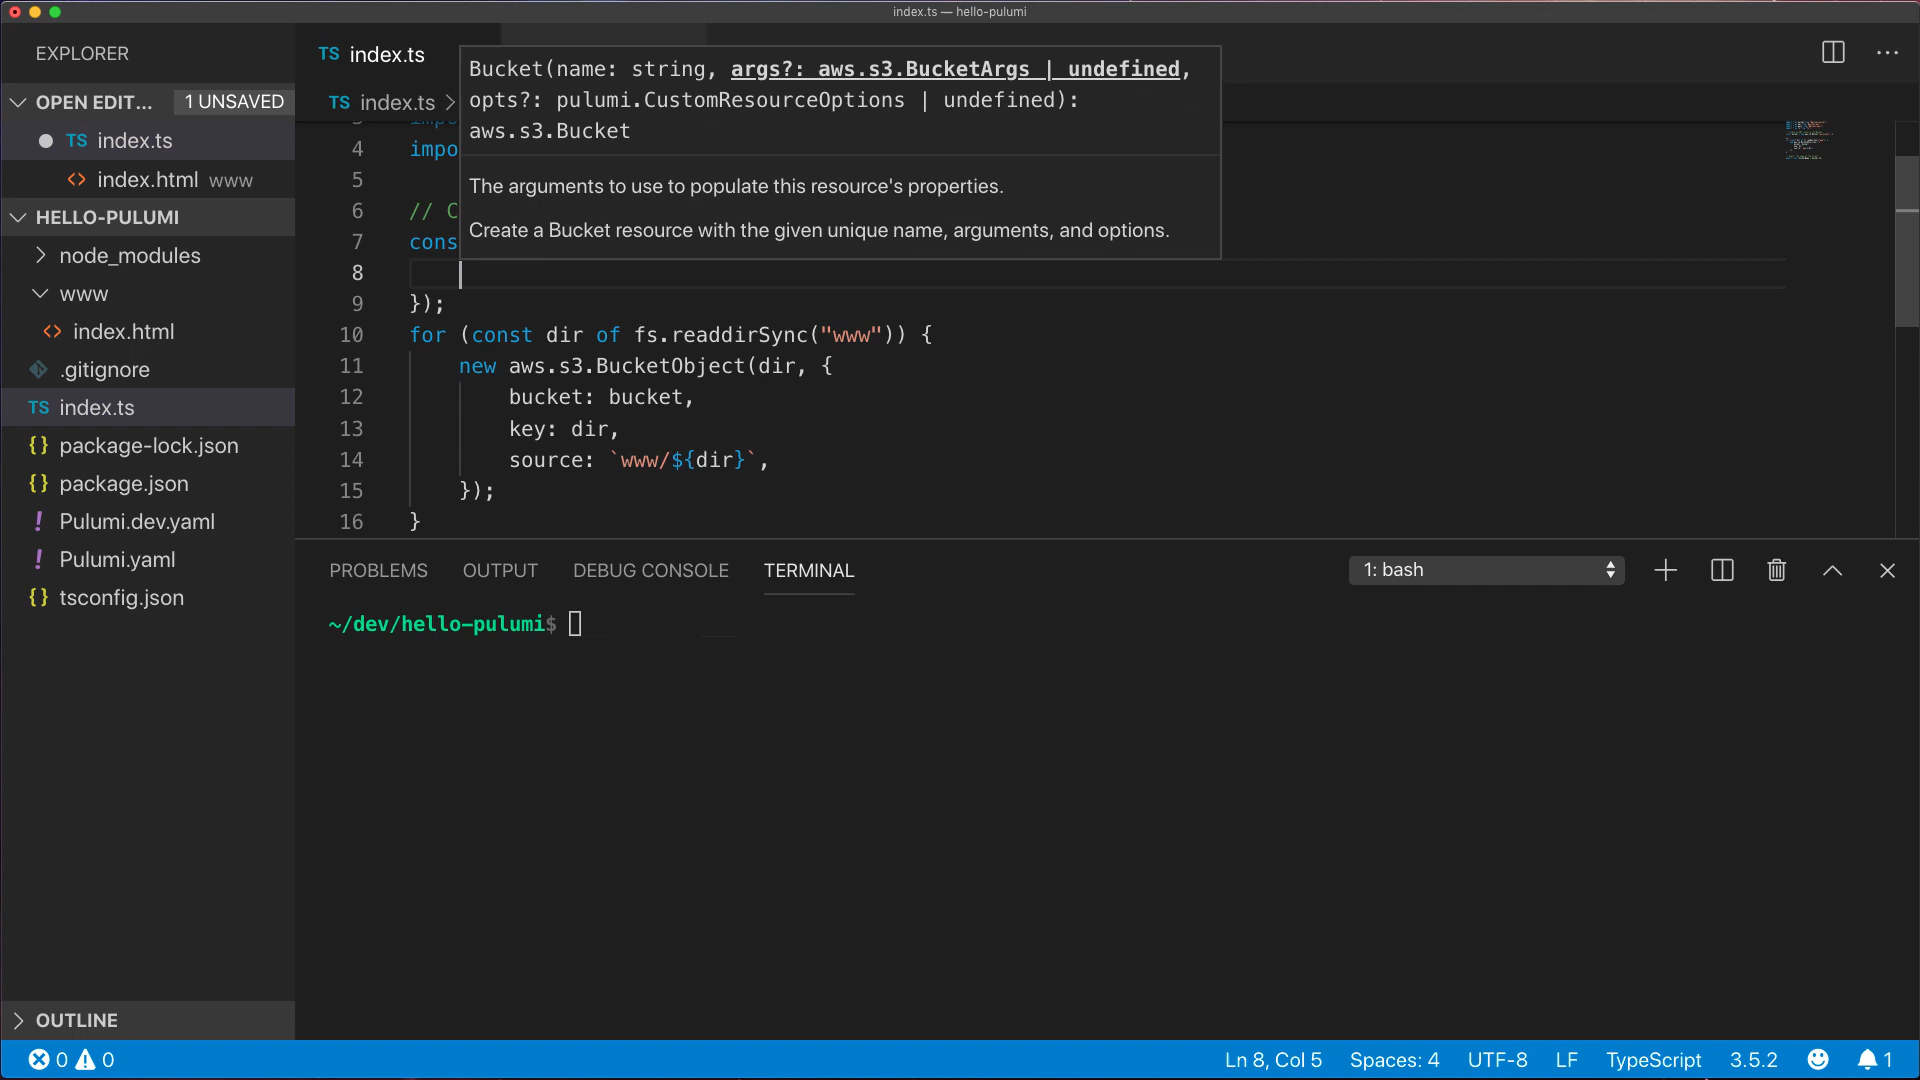 index.ts — hello-pulumi
EXPLORER
OPEN EDIT... 1 UNSAVED
TS index.ts
<> index.html www
HELLO-PULUMI
node_modules
www
<> index.html
.gitignore
TS index.ts
{} package-lock.json
{} package.json
! Pulumi.dev.yaml
! Pulumi.yaml
{} tsconfig.json
OUTLINE
TS index.ts
TS index.ts >
Bucket(name: string, args?: aws.s3.BucketArgs | undefined,
opts?: pulumi.CustomResourceOptions | undefined):
aws.s3.Bucket
The arguments to use to populate this resource's properties.
Create a Bucket resource with the given unique name, arguments, and options.
4 impo
5
6 // C
7 cons
8
9 });
10 for (const dir of fs.readdirSync("www")) {
11 new aws.s3.BucketObject(dir, {
12 bucket: bucket,
13 key: dir,
14 source: `www/${dir}`,
15 });
16 }
PROBLEMS OUTPUT DEBUG CONSOLE TERMINAL 1: bash
~/dev/hello-pulumi$
0 0 Ln 8, Col 5 Spaces: 4 UTF-8 LF TypeScript 3.5.2 1